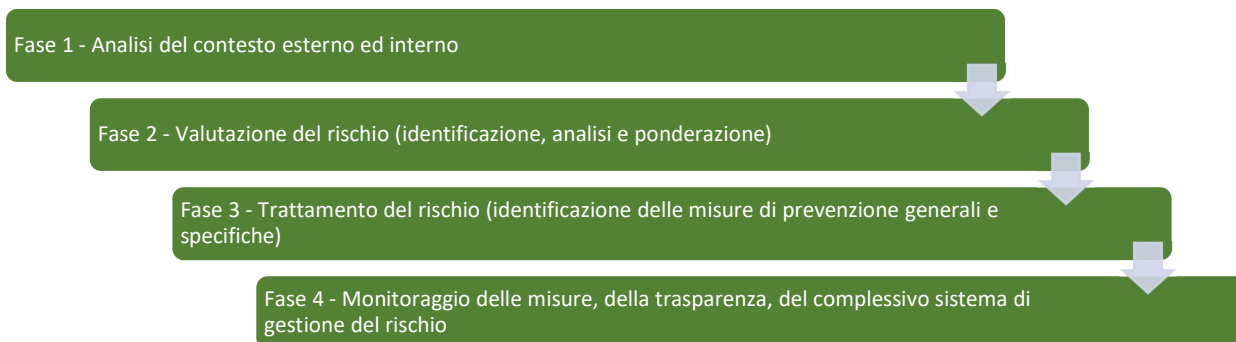 Fase 1 - Analisi del contesto esterno ed interno
Fase 2 - Valutazione del rischio (identificazione, analisi e ponderazione)
Fase 3 - Trattamento del rischio (identificazione delle misure di prevenzione generali e
specifiche)
Fase 4 - Monitoraggio delle misure, della trasparenza, del complessivo sistema di
gestione del rischio